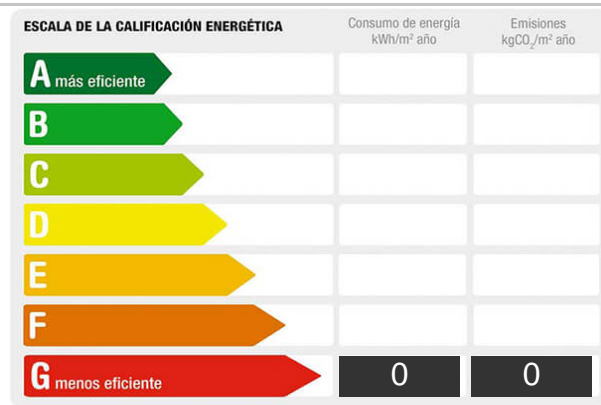 ESCALA DE LA CALIFICACIÓN ENERGÉTICA
Consumo de energía
kWh/m² año
Emisiones
kgCO₂/m² año
A más eficiente
B
C
D
E
F
G menos eficiente
0
0